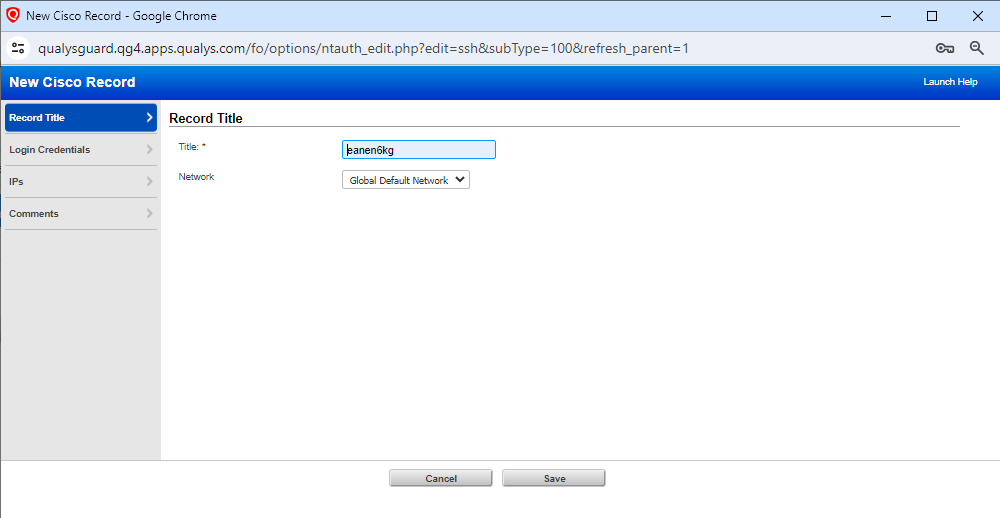 New Cisco Record - Google Chrome
qualysguard.qg4.apps.qualys.com/fo/options/ntauth_edit.php?edit=ssh&subType=100&refresh_parent=1
New Cisco Record
Launch Help
Record Title
Login Credentials
IPs
Comments
Record Title
Title: *
eanen6kg
Network
Global Default Network
Cancel
Save